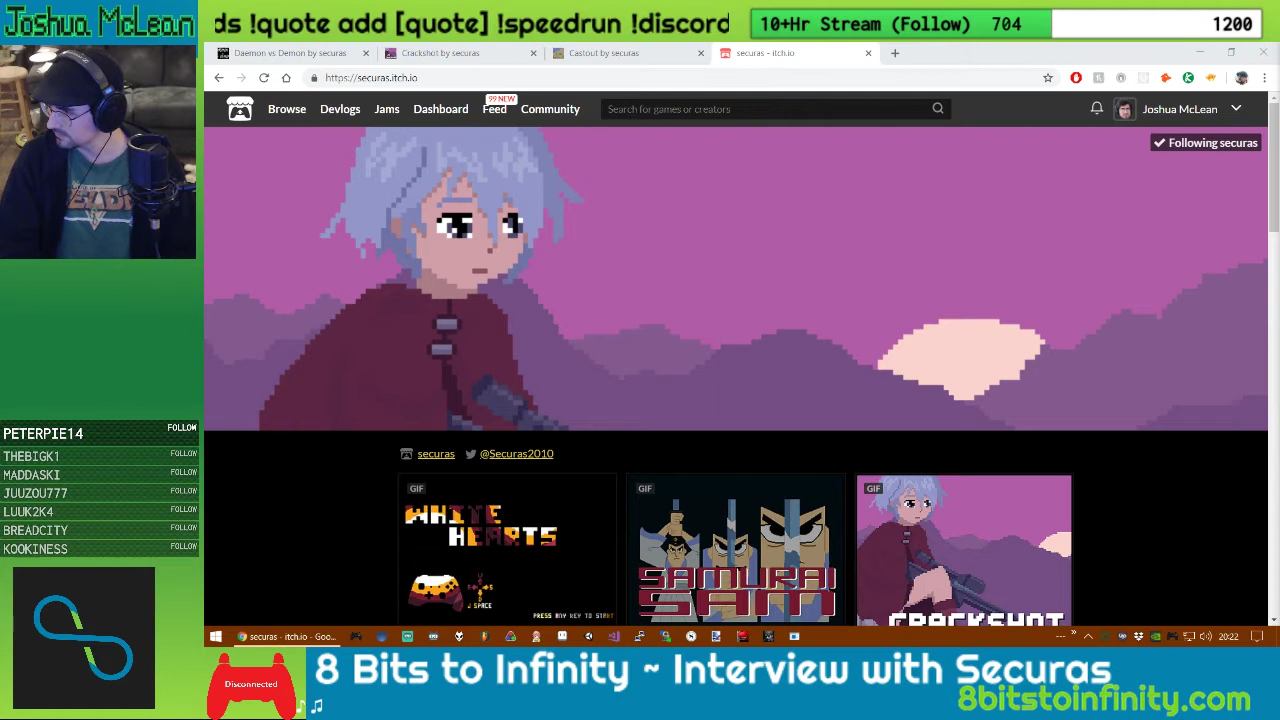 Joshua McLean
ds !quote add [quote] !speedrun !discord
10+Hr Stream (Follow) 704 1200
Daemon vs Demon by securas
Crackshot by securas
Castout by securas
securas - itch.io
https://securas.itch.io
Browse Devlogs Jams Dashboard Feed Community
99 NEW
Search for games or creators
Joshua McLean
Following securas
securas @Securas2010
GIF
WHITE HEARTS
J SPACE
PRESS ANY KEY TO START
GIF
SAMURAI SAM
GIF
CRACKSHOT
PETERPIE14 FOLLOW
THEBIGK1 FOLLOW
MADDASKI FOLLOW
JUUZOU777 FOLLOW
LUUK2K4 FOLLOW
BREADCITY FOLLOW
KOOKINESS FOLLOW
securas - itch.io - Goo...
20:22
Disconnected
8 Bits to Infinity ~ Interview with Securas
8bitstoinfinity.com